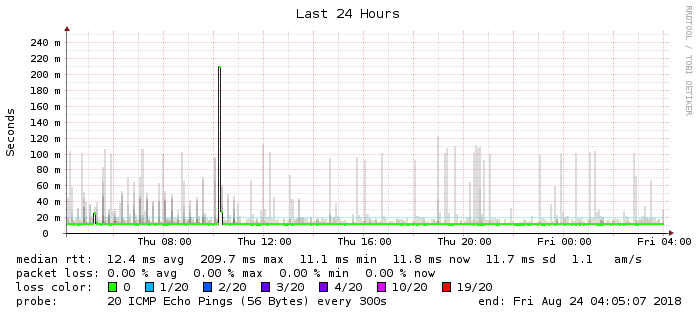 Last 24 Hours
RRDTOOL / TOBI OETIKER
Seconds
240 m
220 m
200 m
180 m
160 m
140 m
120 m
100 m
80 m
60 m
40 m
20 m
0
Thu 08:00 Thu 12:00 Thu 16:00 Thu 20:00 Fri 00:00 Fri 04:00
median rtt: 12.4 ms avg 209.7 ms max 11.1 ms min 11.8 ms now 11.7 ms sd 1.1 am/s
packet loss: 0.00 % avg 0.00 % max 0.00 % min 0.00 % now
loss color: 0 1/20 2/20 3/20 4/20 10/20 19/20
probe: 20 ICMP Echo Pings (56 Bytes) every 300s end: Fri Aug 24 04:05:07 2018